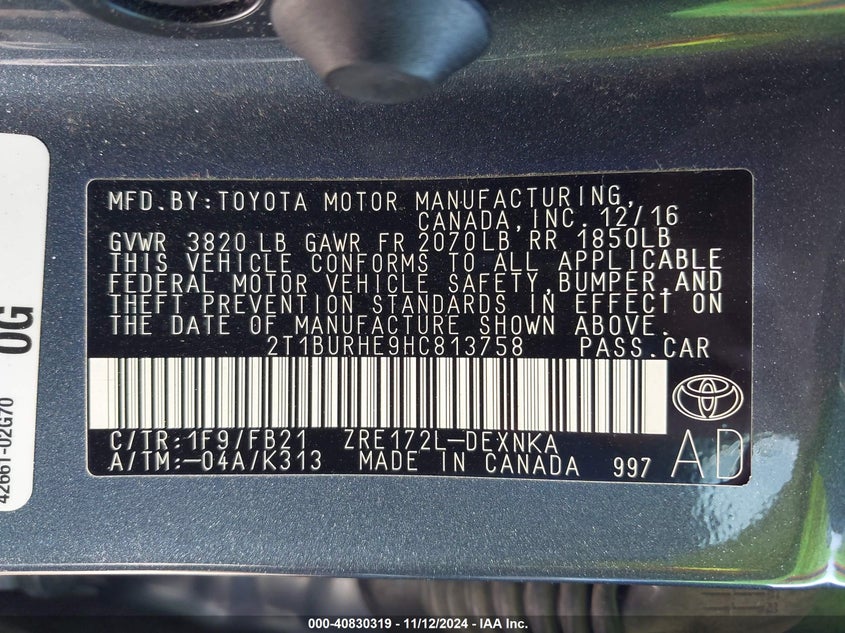 MFD.BY:TOYOTA MOTOR MANUFACTURING,
CANADA,INC. 12/16
GVWR 3820 LB GAWR FR 2070LB RR 1850LB
THIS VEHICLE CONFORMS TO ALL APPLICABLE
FEDERAL MOTOR VEHICLE SAFETY,BUMPER,AND
THEFT PREVENTION STANDARDS IN EFFECT ON
THE DATE OF MANUFACTURE SHOWN ABOVE.
2T1BURHE9HC813758 PASS.CAR
C/TR:1F9/FB21 ZRE172L-DEXNKA
A/TM:-04A/K313 MADE IN CANADA 997 AD
0G
42661-02G70
000-40830319 - 11/12/2024 - IAA Inc.